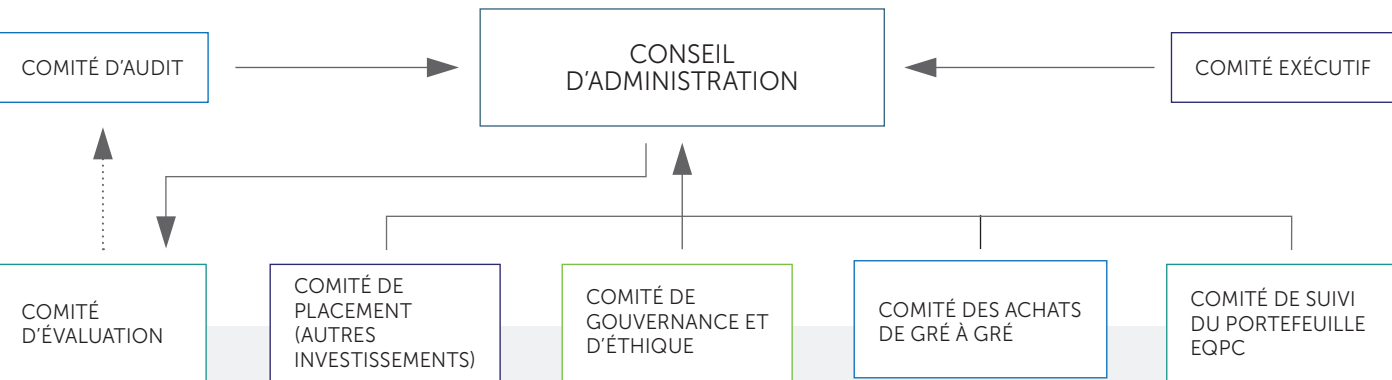 COMITÉ D'AUDIT
CONSEIL
D'ADMINISTRATION
COMITÉ EXÉCUTIF
COMITÉ
D'ÉVALUATION
COMITÉ DE
PLACEMENT
(AUTRES
INVESTISSEMENTS)
COMITÉ DE
GOUVERNANCE ET
D'ÉTHIQUE
COMITÉ DES ACHATS
DE GRÉ À GRÉ
COMITÉ DE SUIVI
DU PORTEFEUILLE
EQPC